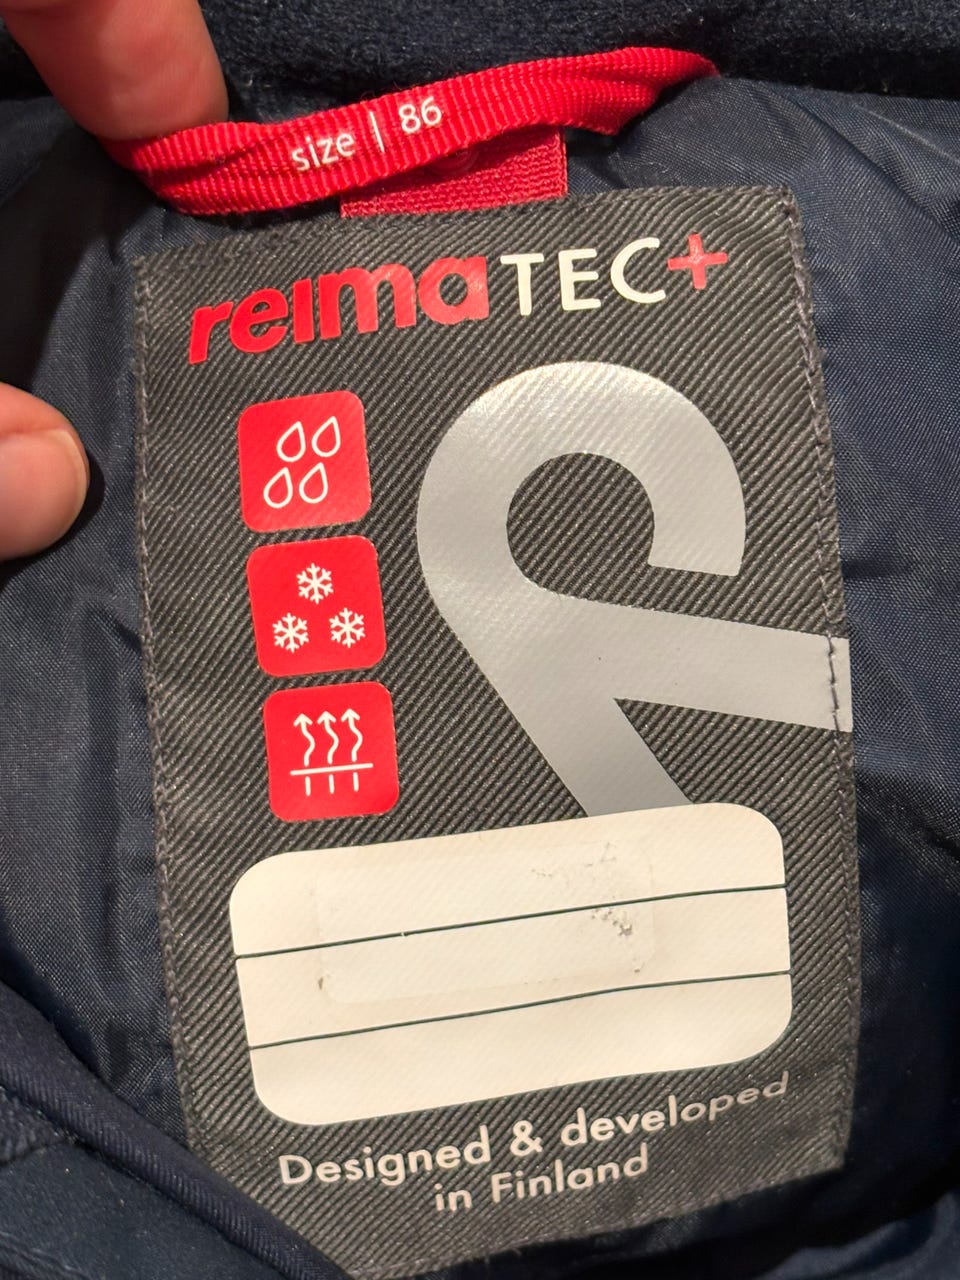 size | 86
reimaTEC+
Designed & developed
in Finland